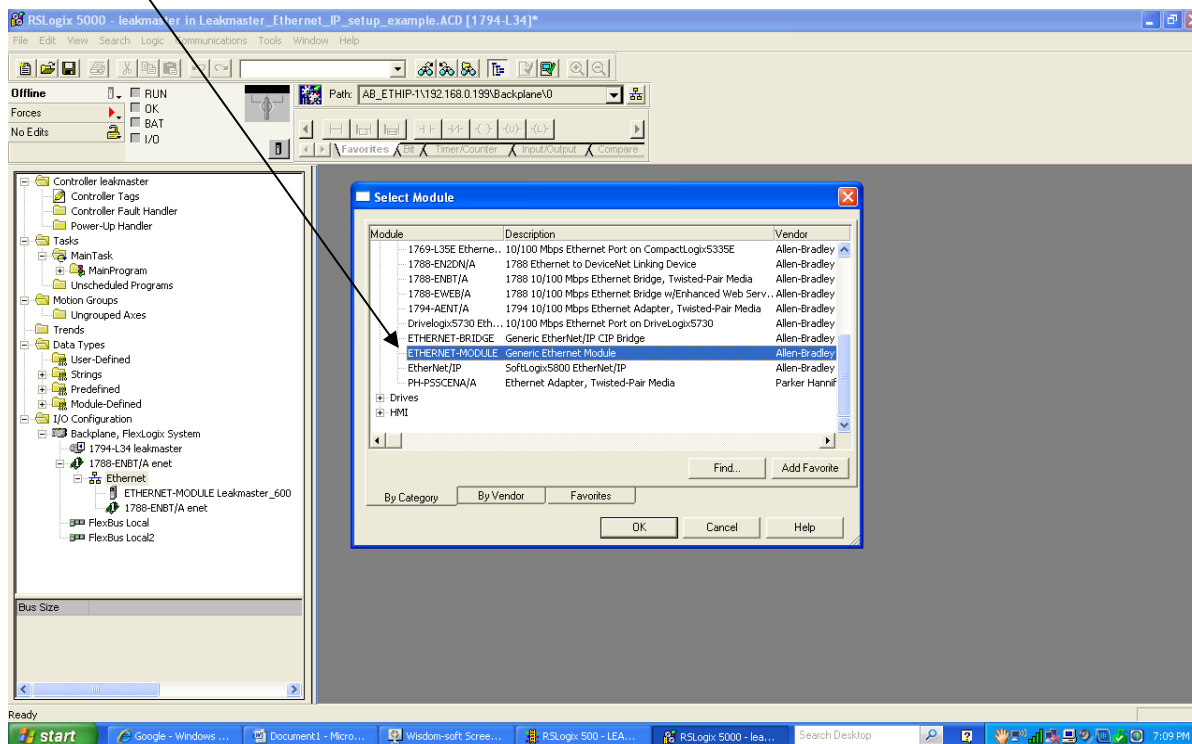 RSLogix 5000 - leakmaster in Leakmaster_Ethernet_IP_setup_example.ACD [1794-L34]*
File Edit View Search Logic Communications Tools Window Help
Offline
RUN
OK
BAT
I/O
Forces
No Edits
Path: AB_ETHIP-1\192.168.0.199\Backplane\0
Favorites Bit Timer/Counter Input/Output Compare
Controller leakmaster
Controller Tags
Controller Fault Handler
Power-Up Handler
Tasks
MainTask
MainProgram
Unscheduled Programs
Motion Groups
Ungrouped Axes
Trends
Data Types
User-Defined
Strings
Predefined
Module-Defined
I/O Configuration
Backplane, FlexLogix System
1794-L34 leakmaster
1788-ENBT/A enet
Ethernet
ETHERNET-MODULE Leakmaster_600
1788-ENBT/A enet
FlexBus Local
FlexBus Local2
Bus Size
Select Module
Module Description Vendor
1769-L35E Etherne... 10/100 Mbps Ethernet Port on CompactLogix5335E Allen-Bradley
1788-EN2DN/A 1788 Ethernet to DeviceNet Linking Device Allen-Bradley
1788-ENBT/A 1788 10/100 Mbps Ethernet Bridge, Twisted-Pair Media Allen-Bradley
1788-EWEB/A 1788 10/100 Mbps Ethernet Bridge w/Enhanced Web Serv... Allen-Bradley
1794-AENT/A 1794 10/100 Mbps Ethernet Adapter, Twisted-Pair Media Allen-Bradley
Drivelogix5730 Eth... 10/100 Mbps Ethernet Port on DriveLogix5730 Allen-Bradley
ETHERNET-BRIDGE Generic EtherNet/IP CIP Bridge Allen-Bradley
ETHERNET-MODULE Generic Ethernet Module Allen-Bradley
EtherNet/IP SoftLogix5800 EtherNet/IP Allen-Bradley
PH-PSSCENA/A Ethernet Adapter, Twisted-Pair Media Parker Hannif
Drives
HMI
Find... Add Favorite
By Category By Vendor Favorites
OK Cancel Help
Ready
start Google - Windows ... Document1 - Micro... Wisdom-soft Scree... RSLogix 500 - LEA... RSLogix 5000 - lea... Search Desktop 7:09 PM